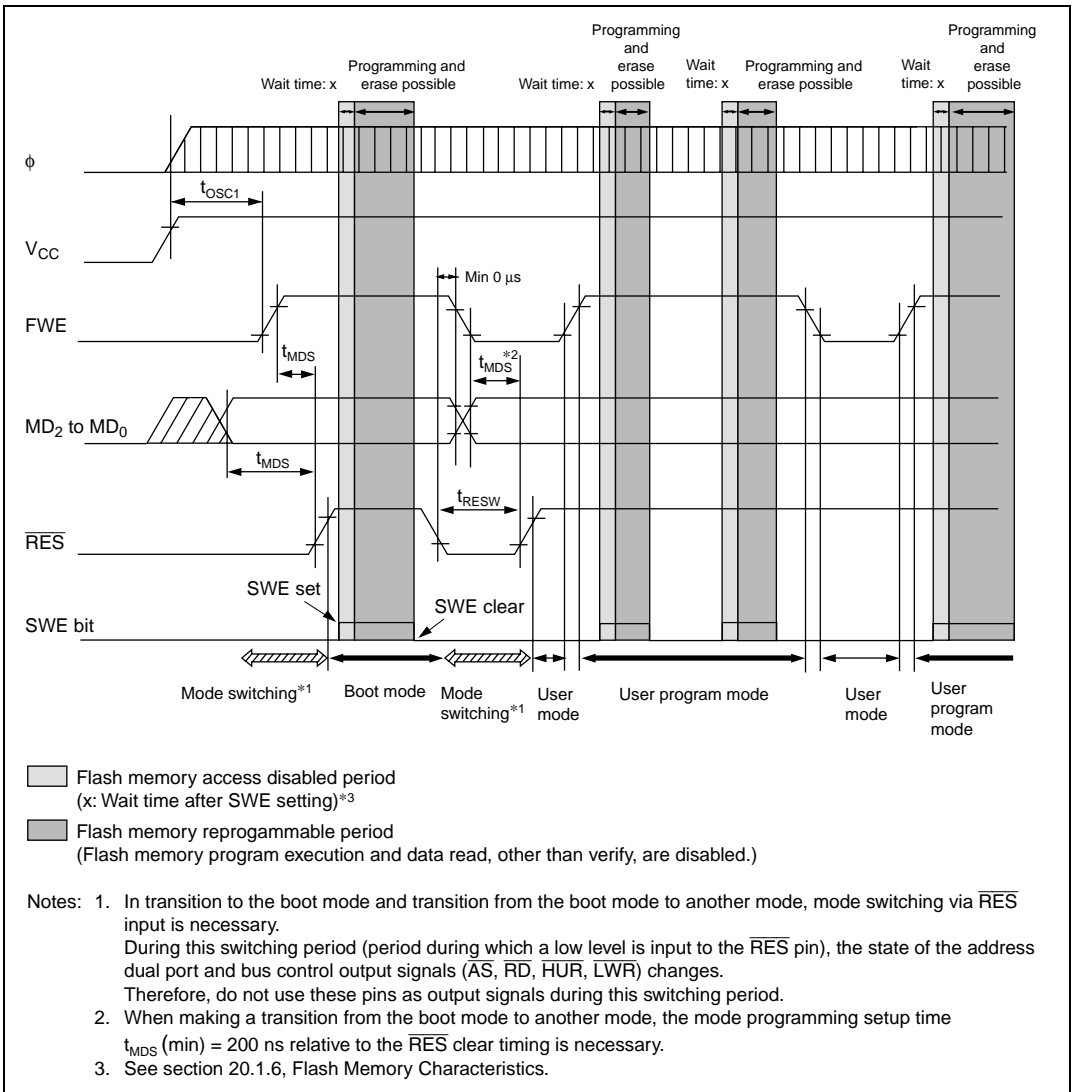 Programming and erase possible
Programming and erase possible
Wait time: x
Programming and erase possible
Wait time: x
Wait time: x
Programming and erase possible
Wait time: x
ϕ
tOSC1
VCC
Min 0 μs
FWE
tMDS
tMDS*2
MD2 to MD0
tMDS
tRESW
RES
SWE set
SWE clear
SWE bit
Mode switching*1
Boot mode
Mode switching*1
User mode
User program mode
User mode
User program mode
Flash memory access disabled period
(x: Wait time after SWE setting)*3
Flash memory reprogammable period
(Flash memory program execution and data read, other than verify, are disabled.)
Notes: 1. In transition to the boot mode and transition from the boot mode to another mode, mode switching via RES
input is necessary.
During this switching period (period during which a low level is input to the RES pin), the state of the address
dual port and bus control output signals (AS, RD, HUR, LWR) changes.
Therefore, do not use these pins as output signals during this switching period.
2. When making a transition from the boot mode to another mode, the mode programming setup time
tMDS (min) = 200 ns relative to the RES clear timing is necessary.
3. See section 20.1.6, Flash Memory Characteristics.